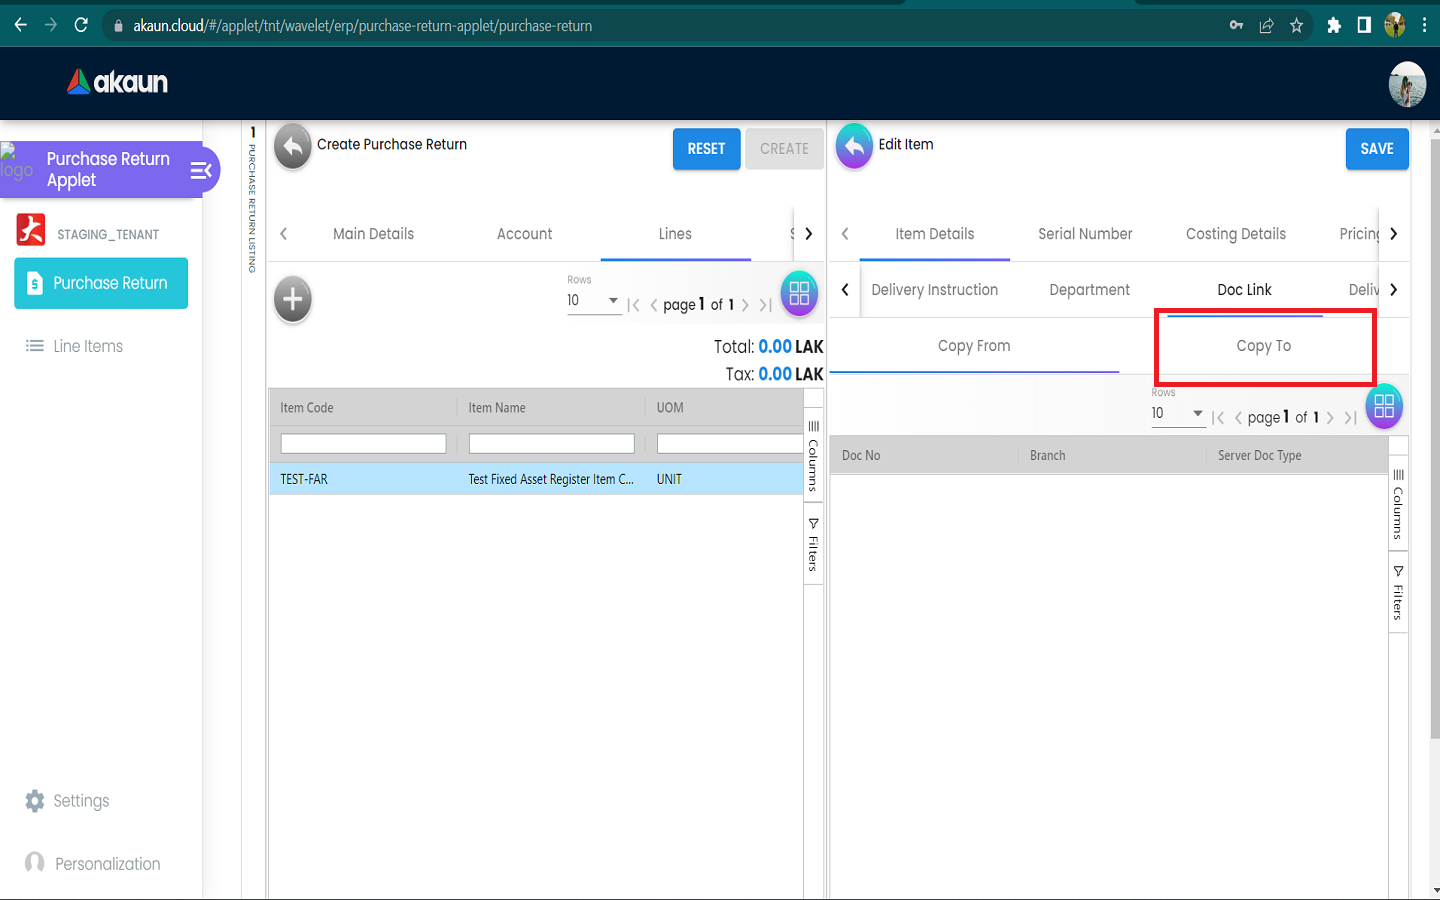 akaun.cloud/#/applet/tnt/wavelet/erp/purchase-return-applet/purchase-return
akaun
logo
Purchase Return
Applet
STAGING_TENANT
Purchase Return
Line Items
Settings
Personalization
1
PURCHASE RETURN LISTING
Create Purchase Return
RESET
CREATE
Main Details
Account
Lines
Rows
10
page 1 of 1
Total: 0.00 LAK
Tax: 0.00 LAK
Item Code
Item Name
UOM
TEST-FAR
Test Fixed Asset Register Item C...
UNIT
Columns
Filters
Edit Item
SAVE
Item Details
Serial Number
Costing Details
Pricing
Delivery Instruction
Department
Doc Link
Deliv
Copy From
Copy To
Rows
10
page 1 of 1
Doc No
Branch
Server Doc Type
Columns
Filters